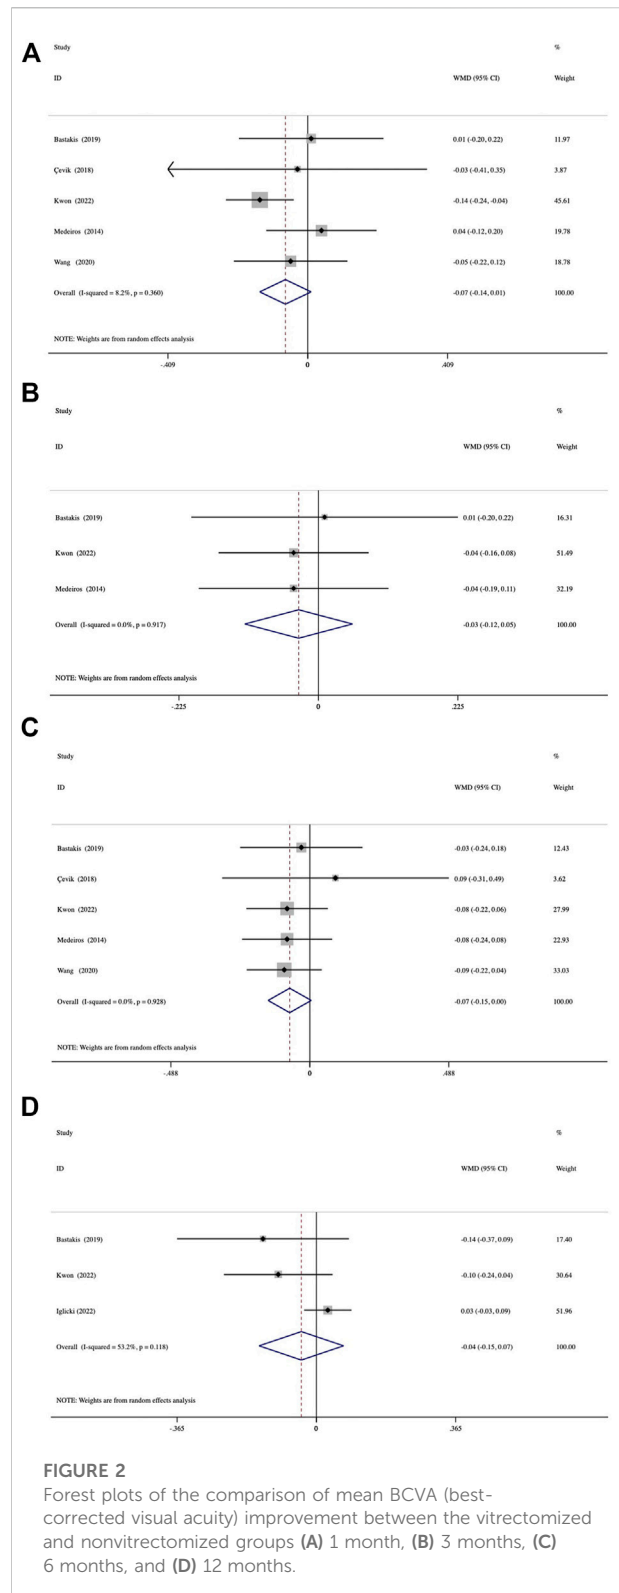 A
Study %
ID WMD (95% CI) Weight
Bastakis (2019) 0.01 (-0.20, 0.22) 11.97
Çevik (2018) -0.03 (-0.41, 0.35) 3.87
Kwon (2022) -0.14 (-0.24, -0.04) 45.61
Medeiros (2014) 0.04 (-0.12, 0.20) 19.78
Wang (2020) -0.05 (-0.22, 0.12) 18.78
Overall (I-squared = 8.2%, p = 0.360) -0.07 (-0.14, 0.01) 100.00
NOTE: Weights are from random effects analysis
-.409 0 .409
B
Study %
ID WMD (95% CI) Weight
Bastakis (2019) 0.01 (-0.20, 0.22) 16.31
Kwon (2022) -0.04 (-0.16, 0.08) 51.49
Medeiros (2014) -0.04 (-0.19, 0.11) 32.19
Overall (I-squared = 0.0%, p = 0.917) -0.03 (-0.12, 0.05) 100.00
NOTE: Weights are from random effects analysis
-.225 0 .225
C
Study %
ID WMD (95% CI) Weight
Bastakis (2019) -0.03 (-0.24, 0.18) 12.43
Çevik (2018) 0.09 (-0.31, 0.49) 3.62
Kwon (2022) -0.08 (-0.22, 0.06) 27.99
Medeiros (2014) -0.08 (-0.24, 0.08) 22.93
Wang (2020) -0.09 (-0.22, 0.04) 33.03
Overall (I-squared = 0.0%, p = 0.928) -0.07 (-0.15, 0.00) 100.00
NOTE: Weights are from random effects analysis
-.488 0 .488
D
Study %
ID WMD (95% CI) Weight
Bastakis (2019) -0.14 (-0.37, 0.09) 17.40
Kwon (2022) -0.10 (-0.24, 0.04) 30.64
Iglicki (2022) 0.03 (-0.03, 0.09) 51.96
Overall (I-squared = 53.2%, p = 0.118) -0.04 (-0.15, 0.07) 100.00
NOTE: Weights are from random effects analysis
-.365 0 .365
FIGURE 2
Forest plots of the comparison of mean BCVA (best-
corrected visual acuity) improvement between the vitrectomized
and nonvitrectomized groups (A) 1 month, (B) 3 months, (C)
6 months, and (D) 12 months.